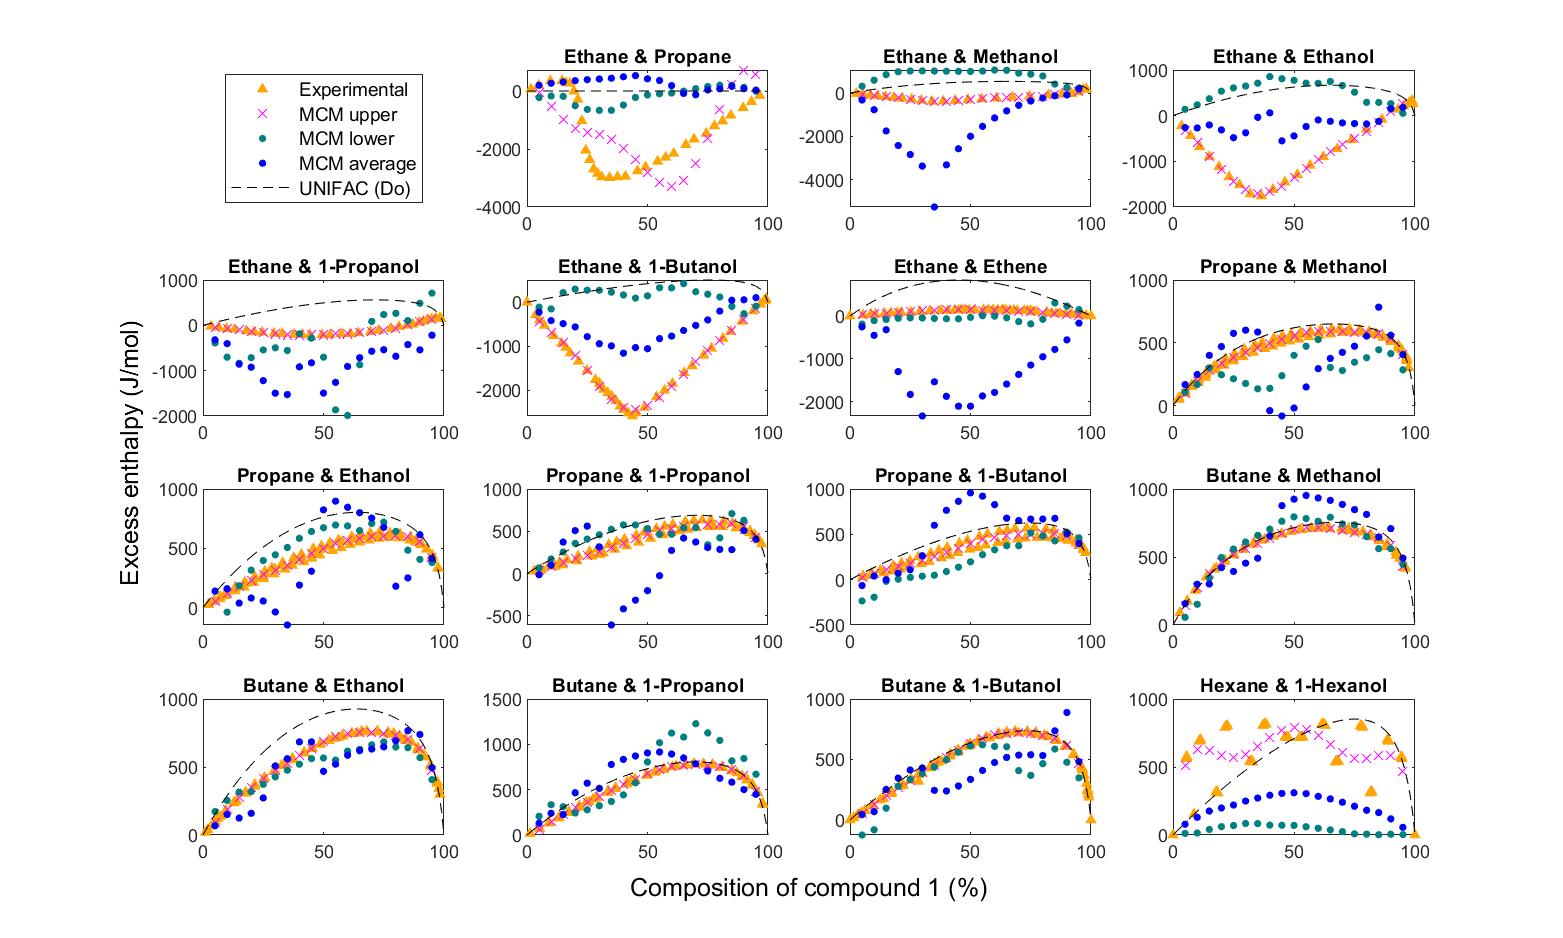 Experimental
MCM upper
MCM lower
MCM average
UNIFAC (Do)
Ethane & Propane
0
-2000
-4000
0 50 100
Ethane & Methanol
0
-2000
-4000
0 50 100
Ethane & Ethanol
1000
0
-1000
-2000
0 50 100
Excess enthalpy (J/mol)
Ethane & 1-Propanol
1000
0
-1000
-2000
0 50 100
Ethane & 1-Butanol
0
-1000
-2000
0 50 100
Ethane & Ethene
0
-1000
-2000
0 50 100
Propane & Methanol
1000
500
0
0 50 100
Propane & Ethanol
1000
500
0
0 50 100
Propane & 1-Propanol
1000
500
0
-500
0 50 100
Propane & 1-Butanol
1000
500
0
-500
0 50 100
Butane & Methanol
1000
500
0
0 50 100
Butane & Ethanol
1000
500
0
0 50 100
Butane & 1-Propanol
1500
1000
500
0
0 50 100
Butane & 1-Butanol
1000
500
0
0 50 100
Hexane & 1-Hexanol
1000
500
0
0 50 100
Composition of compound 1 (%)